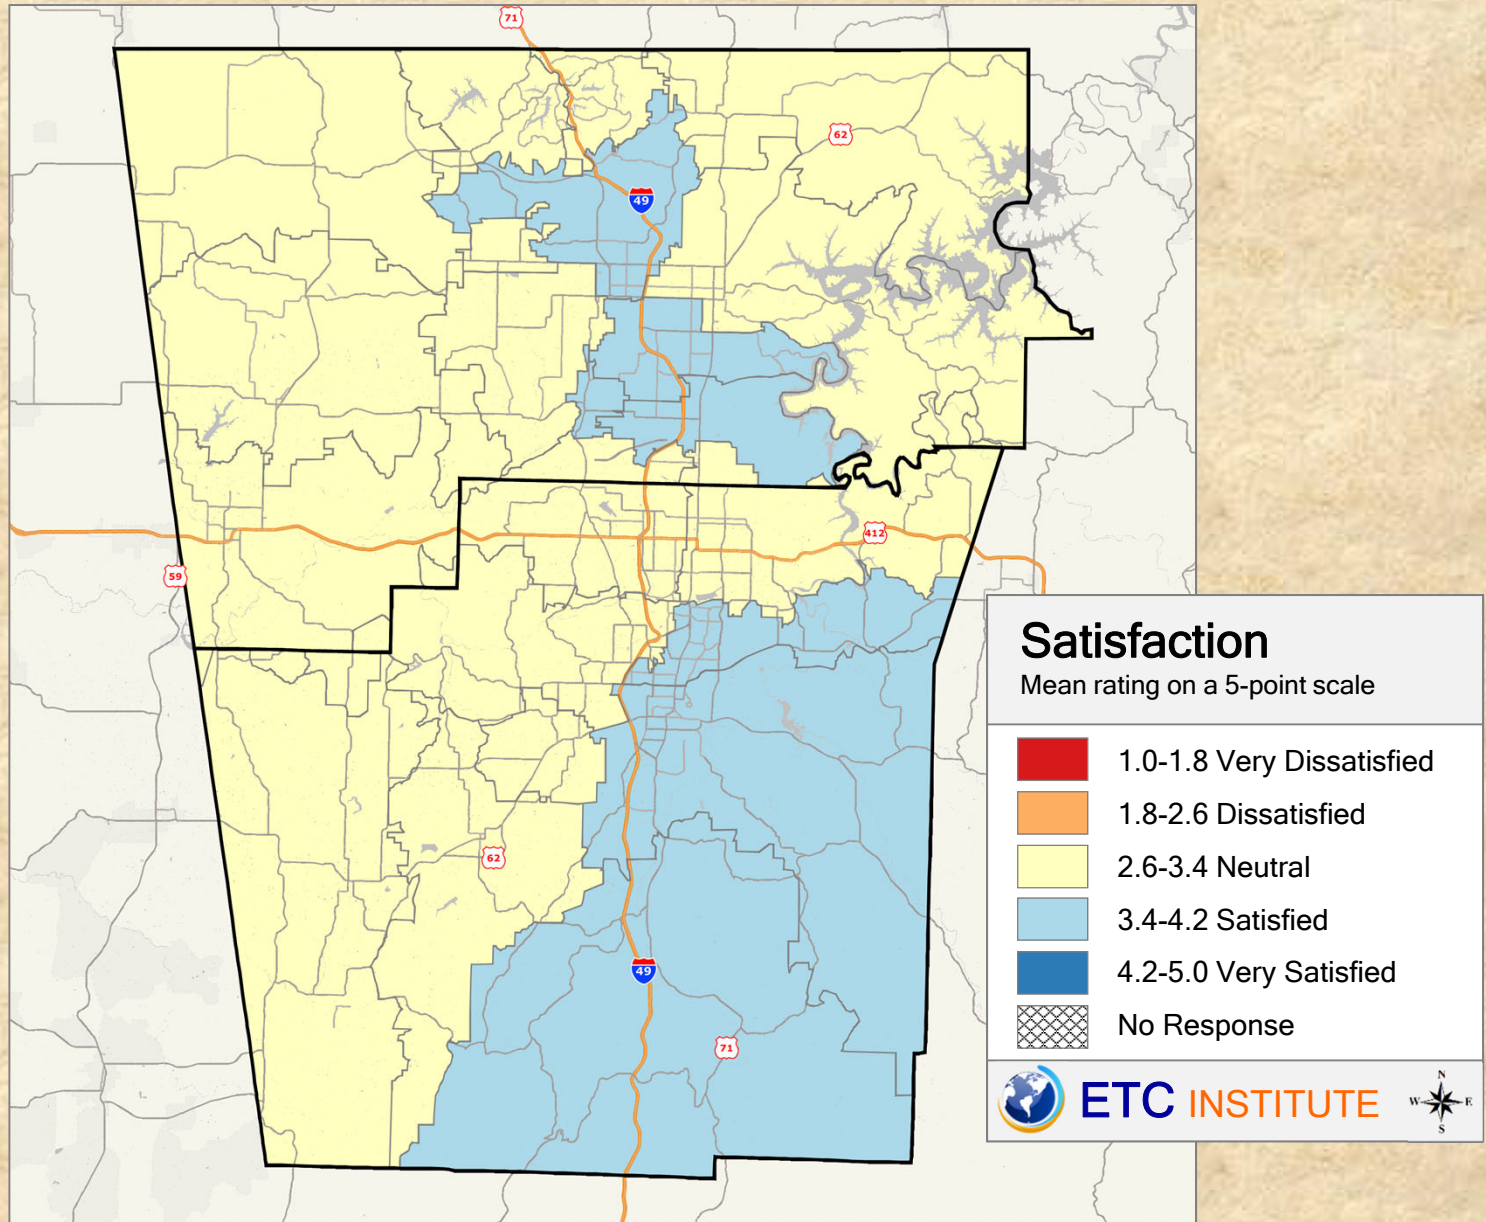 71
62
49
412
59
62
49
71
Satisfaction
Mean rating on a 5-point scale
1.0-1.8 Very Dissatisfied
1.8-2.6 Dissatisfied
2.6-3.4 Neutral
3.4-4.2 Satisfied
4.2-5.0 Very Satisfied
No Response
ETC INSTITUTE
N
W E
S